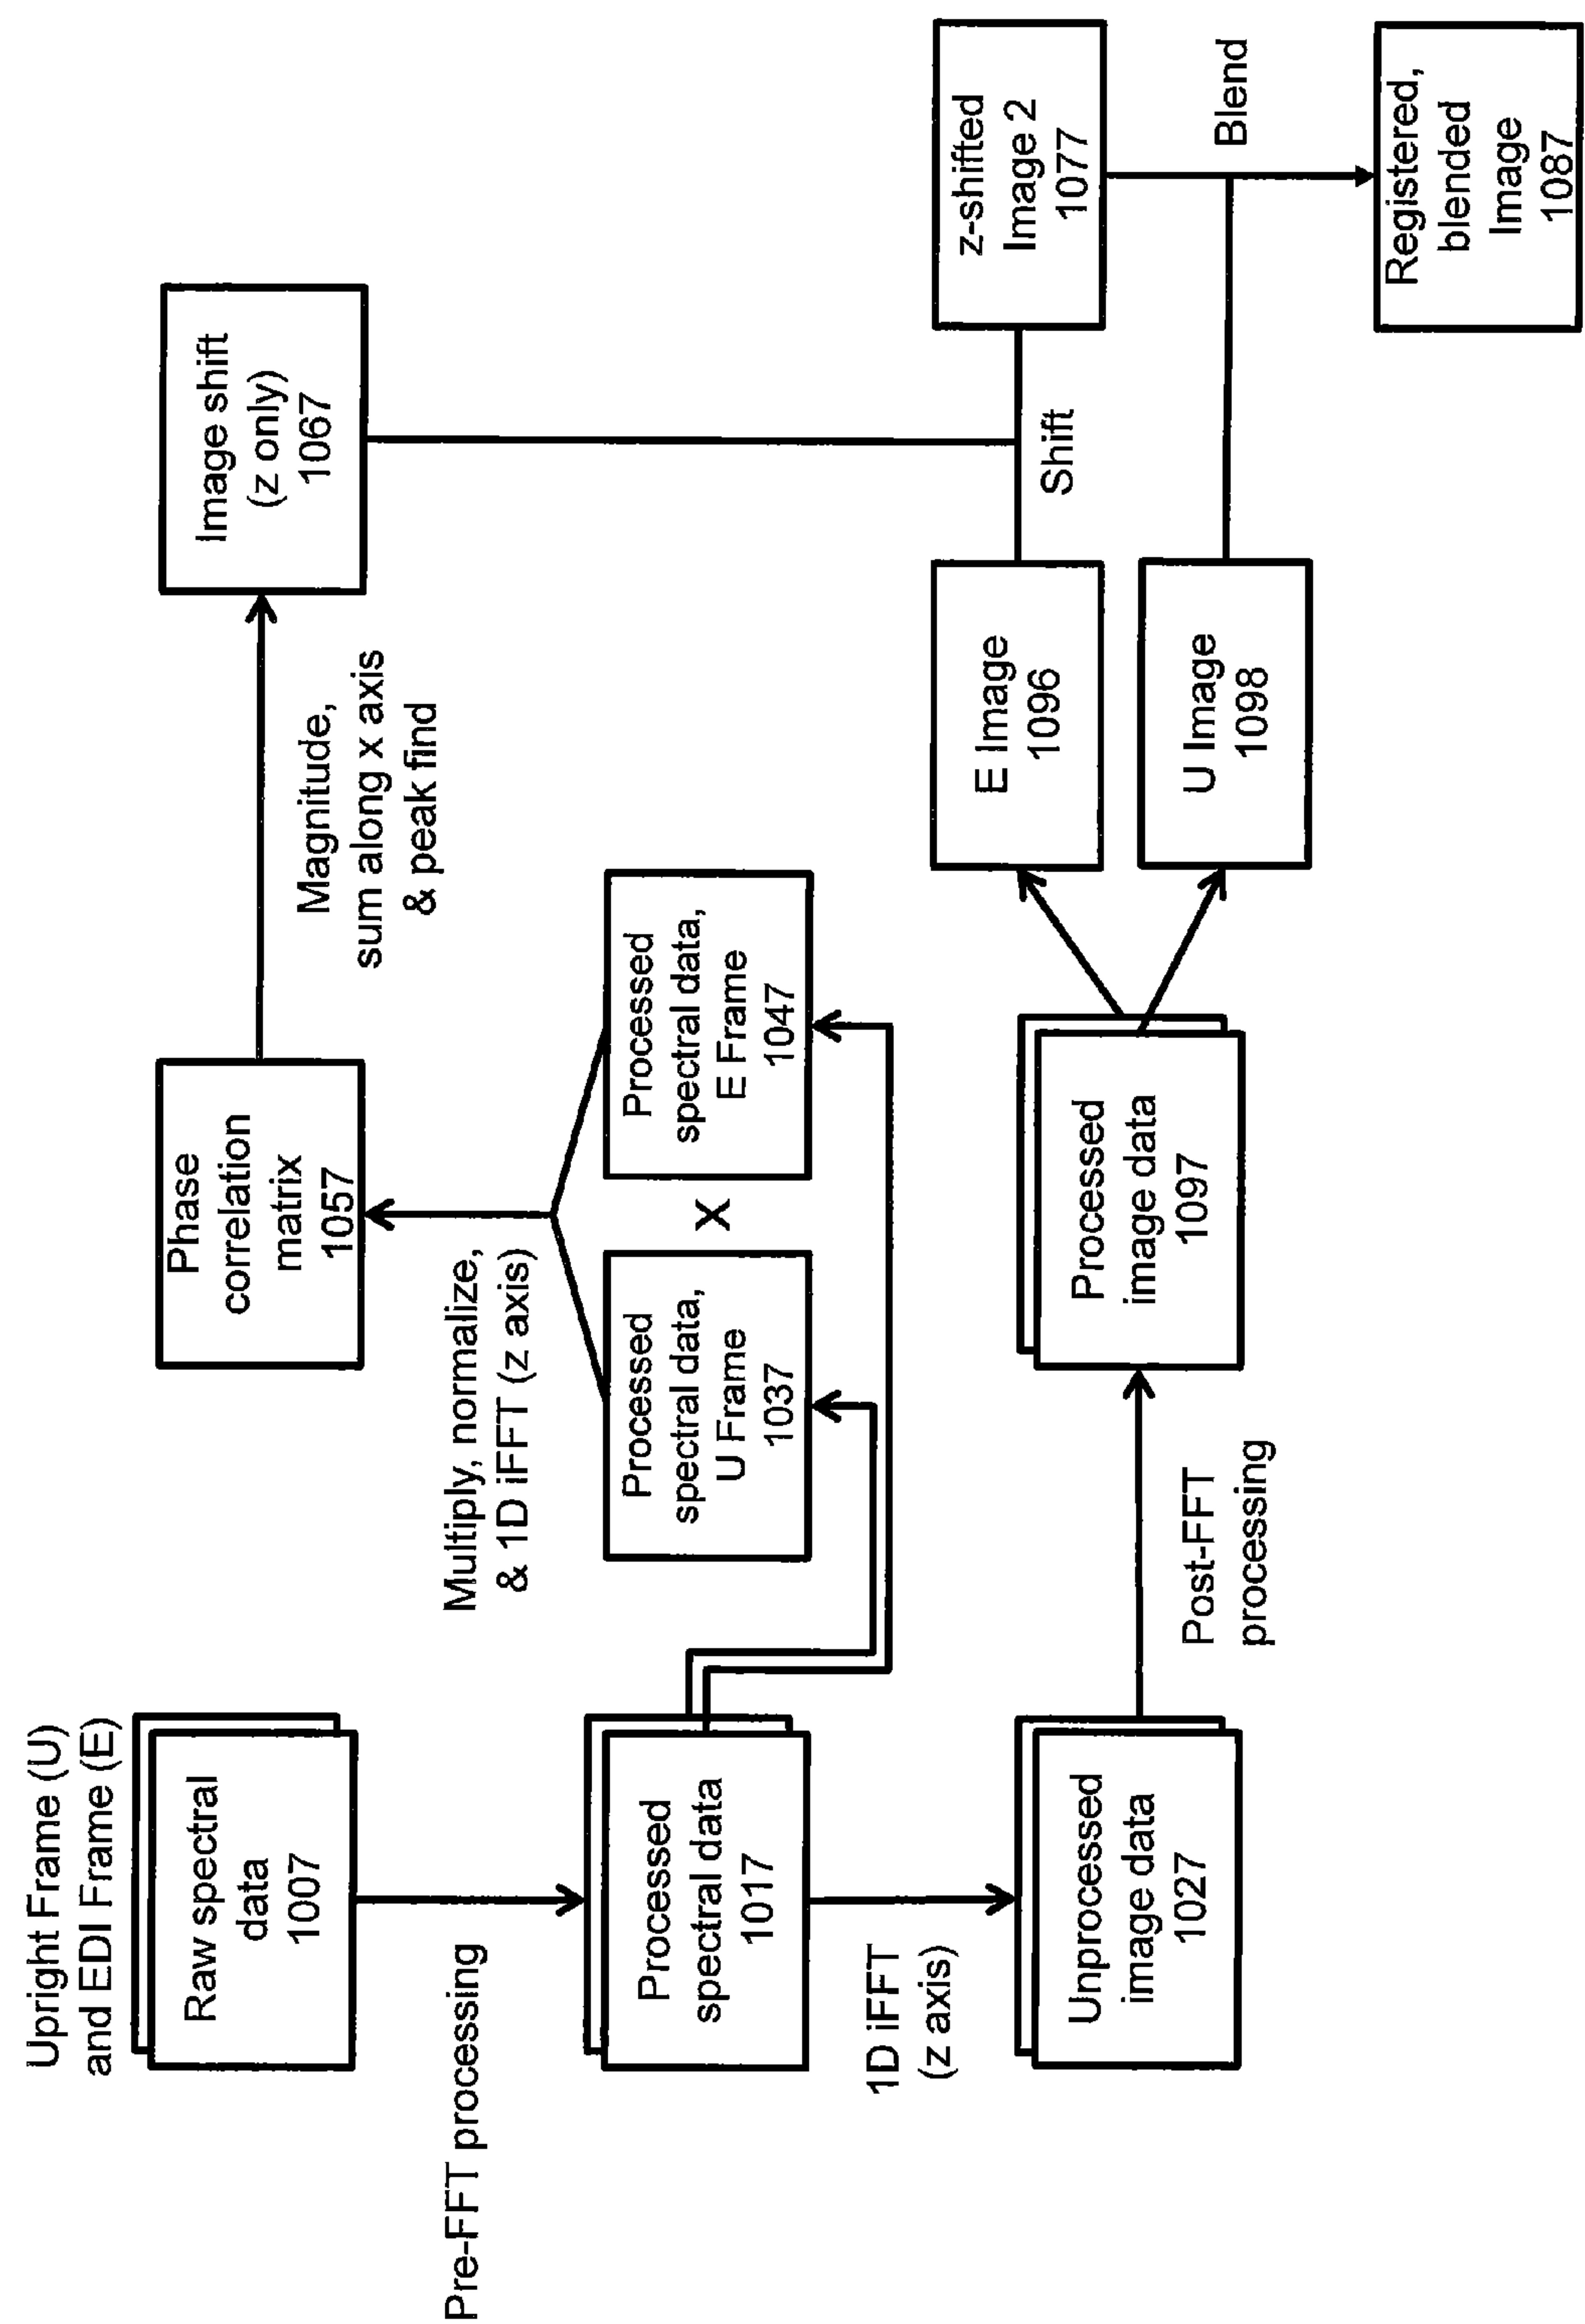 Upright Frame (U)
and EDI Frame (E)
Raw spectral
data
1007
Pre-FFT processing
Processed
spectral data
1017
1D iFFT
(z axis)
Unprocessed
image data
1027
Post-FFT
processing
Processed
image data
1097
Multiply, normalize,
& 1D iFFT (z axis)
Processed
spectral data,
U Frame
1037
X
Processed
spectral data,
E Frame
1047
Phase
correlation
matrix
1057
Magnitude,
sum along x axis
& peak find
Image shift
(z only)
1067
E Image
1096
U Image
1098
Shift
z-shifted
Image 2
1077
Blend
Registered,
blended
Image
1087